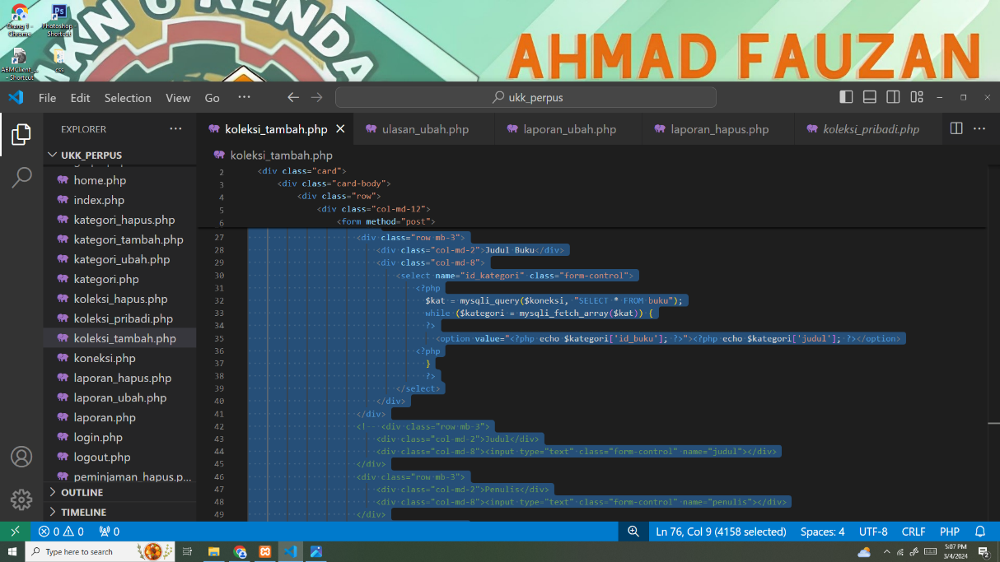 N 6 RENDA
AHMAD FAUZAN
Orang 1 -
Chrome
Photoshop -
Shortcut
ABMClient_...
- Shortcut
css
File Edit Selection View Go ···
ukk_perpus
EXPLORER ···
koleksi_tambah.php
ulasan_ubah.php
laporan_ubah.php
laporan_hapus.php
koleksi_pribadi.php
UKK_PERPUS
home.php
index.php
kategori_hapus.php
kategori_tambah.php
kategori_ubah.php
kategori.php
koleksi_hapus.php
koleksi_pribadi.php
koleksi_tambah.php
koneksi.php
laporan_hapus.php
laporan_ubah.php
laporan.php
login.php
logout.php
peminjaman_hapus.p...
OUTLINE
TIMELINE
koleksi_tambah.php
2 <div class="card">
3 <div class="card-body">
4 <div class="row">
5 <div class="col-md-12">
6 <form method="post">
27 <div class="row mb-3">
28 <div class="col-md-2">Judul Buku</div>
29 <div class="col-md-8">
30 <select name="id_kategori" class="form-control">
31 <?php
32 $kat = mysqli_query($koneksi, "SELECT * FROM buku");
33 while ($kategori = mysqli_fetch_array($kat)) {
34 ?>
35 <option value="<?php echo $kategori['id_buku']; ?>"><?php echo $kategori['judul']; ?></option>
36 <?php
37 }
38 ?>
39 </select>
40 </div>
41 </div>
42 <!-- <div class="row mb-3">
43 <div class="col-md-2">Judul</div>
44 <div class="col-md-8"><input type="text" class="form-control" name="judul"></div>
45 </div>
46 <div class="row mb-3">
47 <div class="col-md-2">Penulis</div>
48 <div class="col-md-8"><input type="text" class="form-control" name="penulis"></div>
49 </div>
0 0 0 Ln 76, Col 9 (4158 selected) Spaces: 4 UTF-8 CRLF PHP
Type here to search
5:07 PM
3/4/2024
2